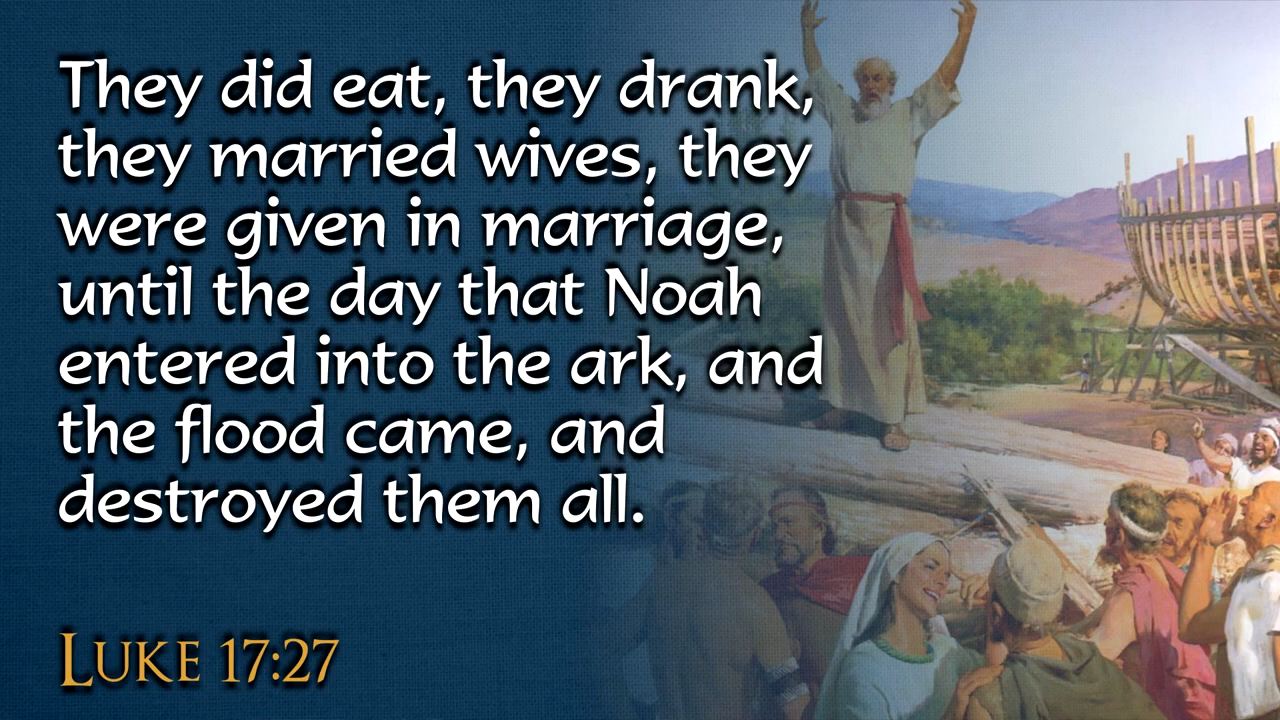 They did eat, they drank,
they married wives, they
were given in marriage,
until the day that Noah
entered into the ark, and
the flood came, and
destroyed them all.
Luke 17:27